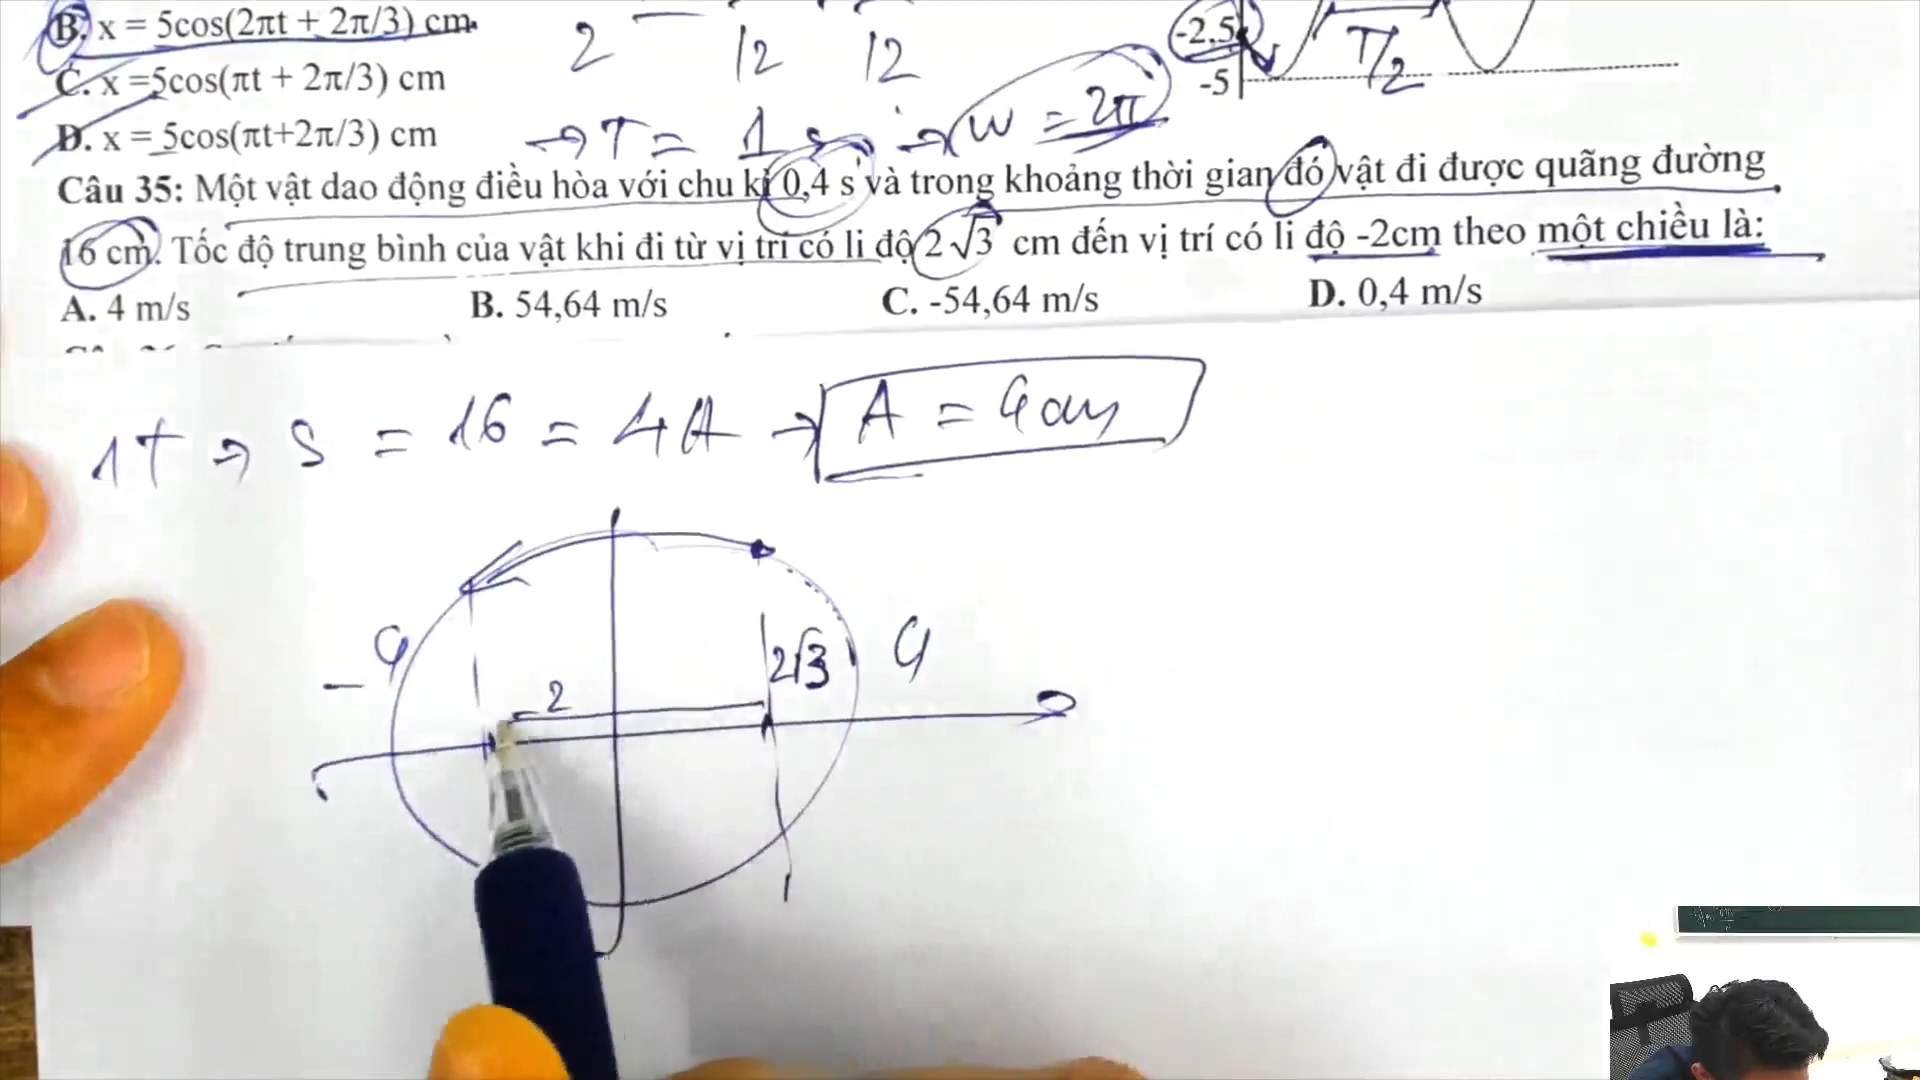 B. x = 5cos(2πt + 2π/3) cm.
2 12 12
-2.5
T/2
-5
C. x =5cos(πt + 2π/3) cm
D. x = 5cos(πt+2π/3) cm
→ T = 1 s → ω = 2π
Câu 35: Một vật dao động điều hòa với chu kì 0,4 s và trong khoảng thời gian đó vật đi được quãng đường
16 cm. Tốc độ trung bình của vật khi đi từ vị trí có li độ 2√3 cm đến vị trí có li độ -2cm theo một chiều là:
A. 4 m/s B. 54,64 m/s C. -54,64 m/s D. 0,4 m/s
1T → S = 16 = 4A → A = 4cm
-4 -2 2√3 4